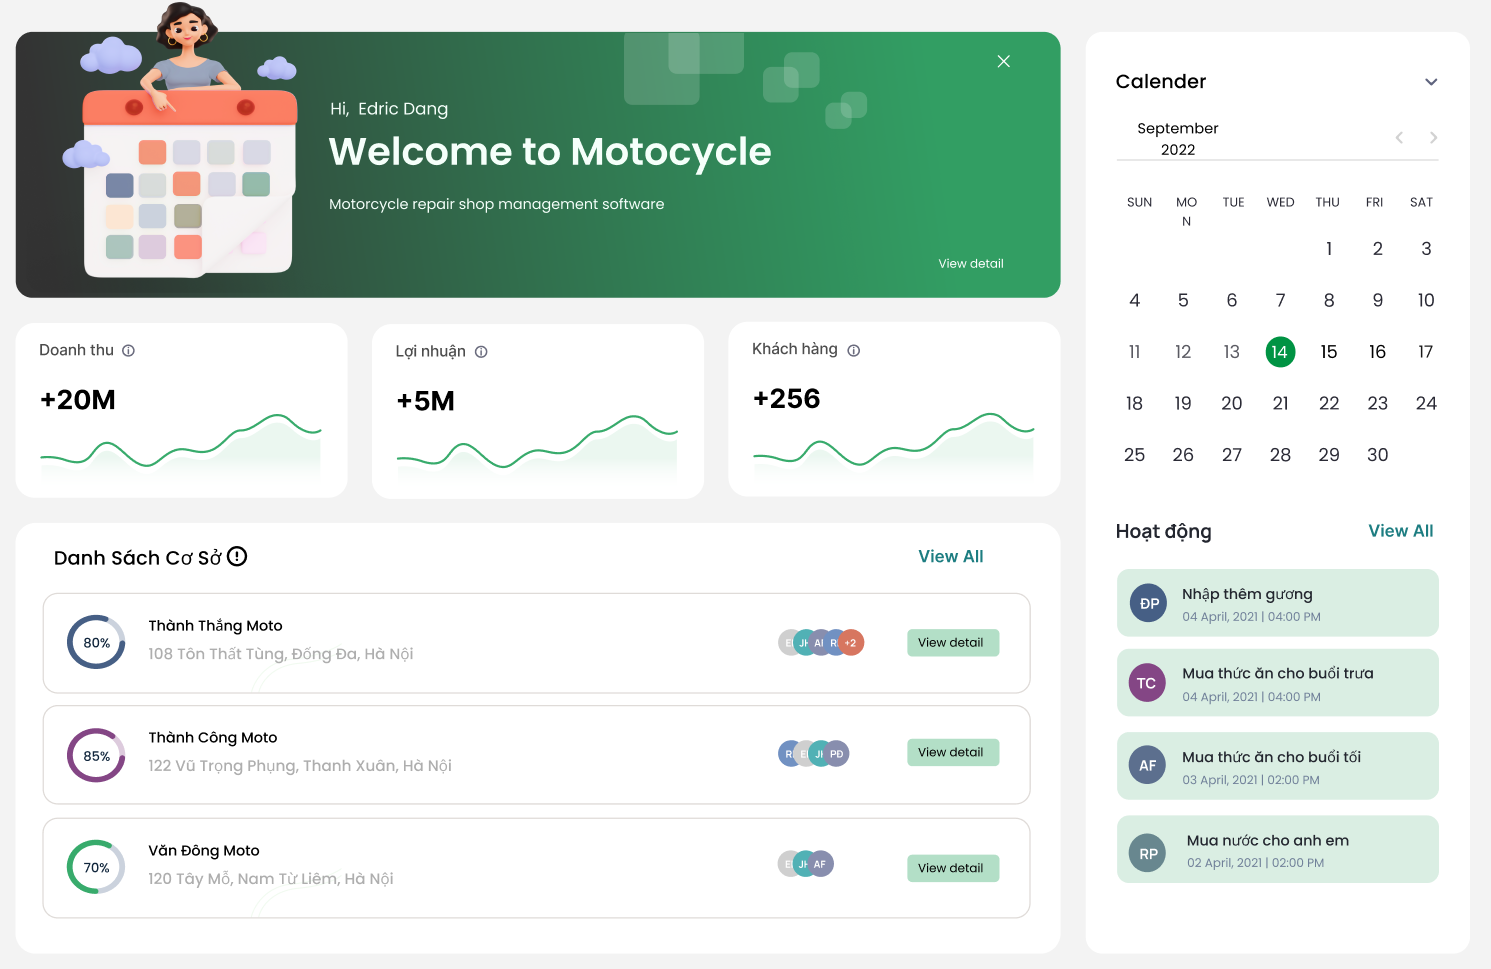 Hi, Edric Dang
Welcome to Motocycle
Motorcycle repair shop management software
View detail
Doanh thu
+20M
Lợi nhuận
+5M
Khách hàng
+256
Danh Sách Cơ Sở
View All
80%
Thành Thắng Moto
108 Tôn Thất Tùng, Đống Đa, Hà Nội
+2
View detail
85%
Thành Công Moto
122 Vũ Trọng Phụng, Thanh Xuân, Hà Nội
PĐ
View detail
70%
Văn Đông Moto
120 Tây Mỗ, Nam Từ Liêm, Hà Nội
AF
View detail
Calender
September
2022
SUN MO TUE WED THU FRI SAT
N
1 2 3
4 5 6 7 8 9 10
11 12 13 14 15 16 17
18 19 20 21 22 23 24
25 26 27 28 29 30
Hoạt động
View All
ĐP
Nhập thêm gương
04 April, 2021 | 04:00 PM
TC
Mua thức ăn cho buổi trưa
04 April, 2021 | 04:00 PM
AF
Mua thức ăn cho buổi tối
03 April, 2021 | 02:00 PM
RP
Mua nước cho anh em
02 April, 2021 | 02:00 PM